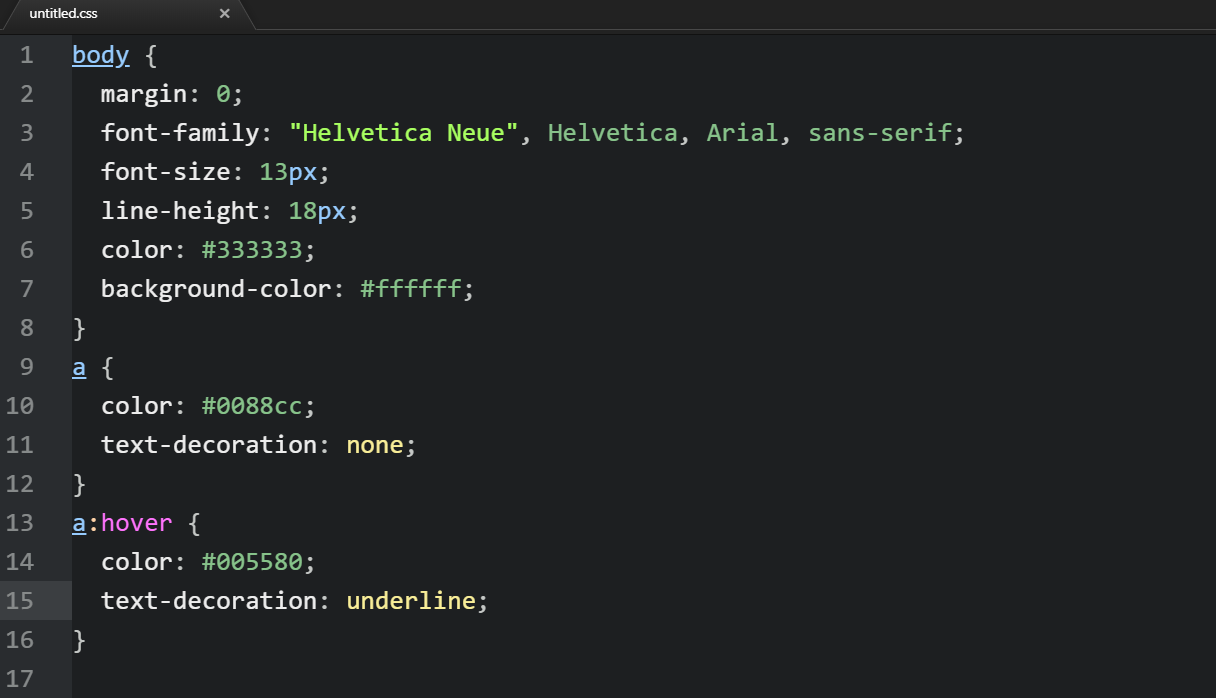 untitled.css ×
1 body {
2   margin: 0;
3   font-family: "Helvetica Neue", Helvetica, Arial, sans-serif;
4   font-size: 13px;
5   line-height: 18px;
6   color: #333333;
7   background-color: #ffffff;
8 }
9 a {
10   color: #0088cc;
11   text-decoration: none;
12 }
13 a:hover {
14   color: #005580;
15   text-decoration: underline;
16 }
17